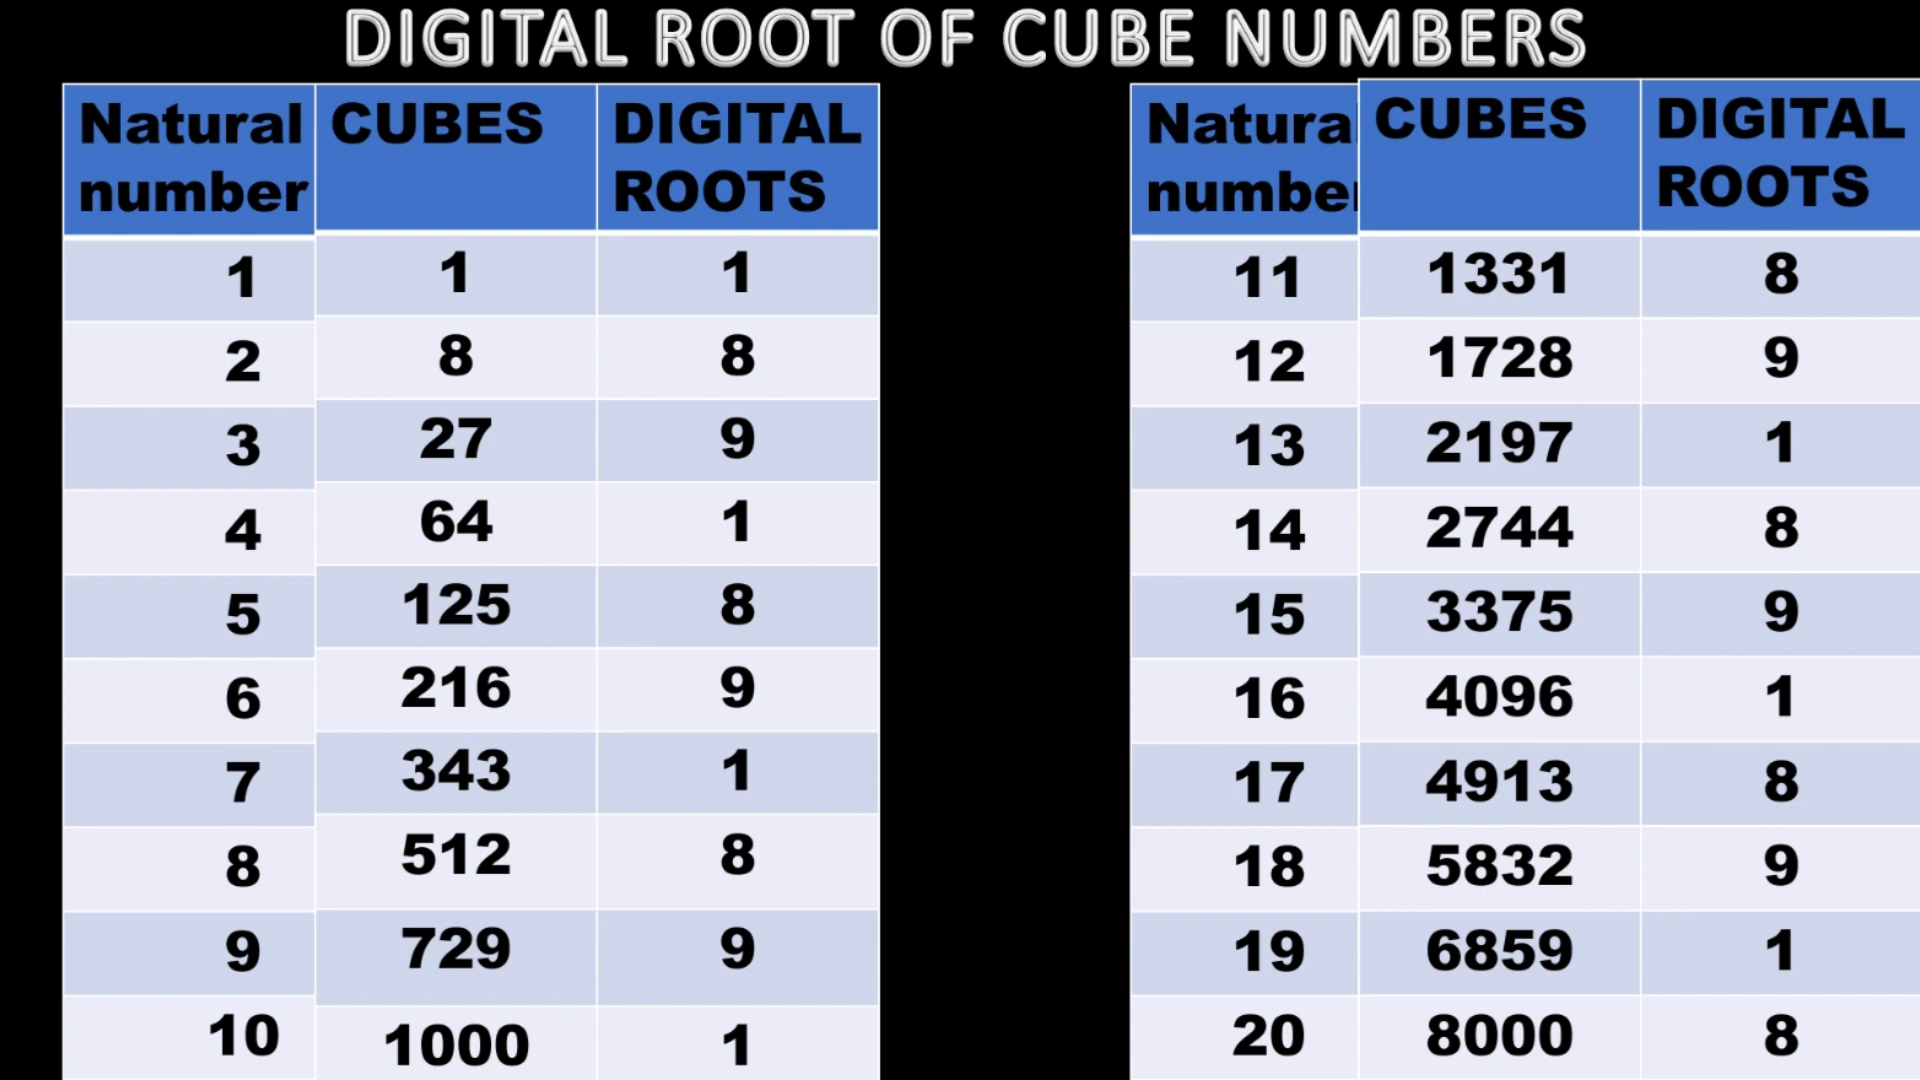 DIGITAL ROOT OF CUBE NUMBERS
Natural CUBES DIGITAL
number ROOTS
1 1 1
2 8 8
3 27 9
4 64 1
5 125 8
6 216 9
7 343 1
8 512 8
9 729 9
10 1000 1
Natura CUBES DIGITAL
number ROOTS
11 1331 8
12 1728 9
13 2197 1
14 2744 8
15 3375 9
16 4096 1
17 4913 8
18 5832 9
19 6859 1
20 8000 8